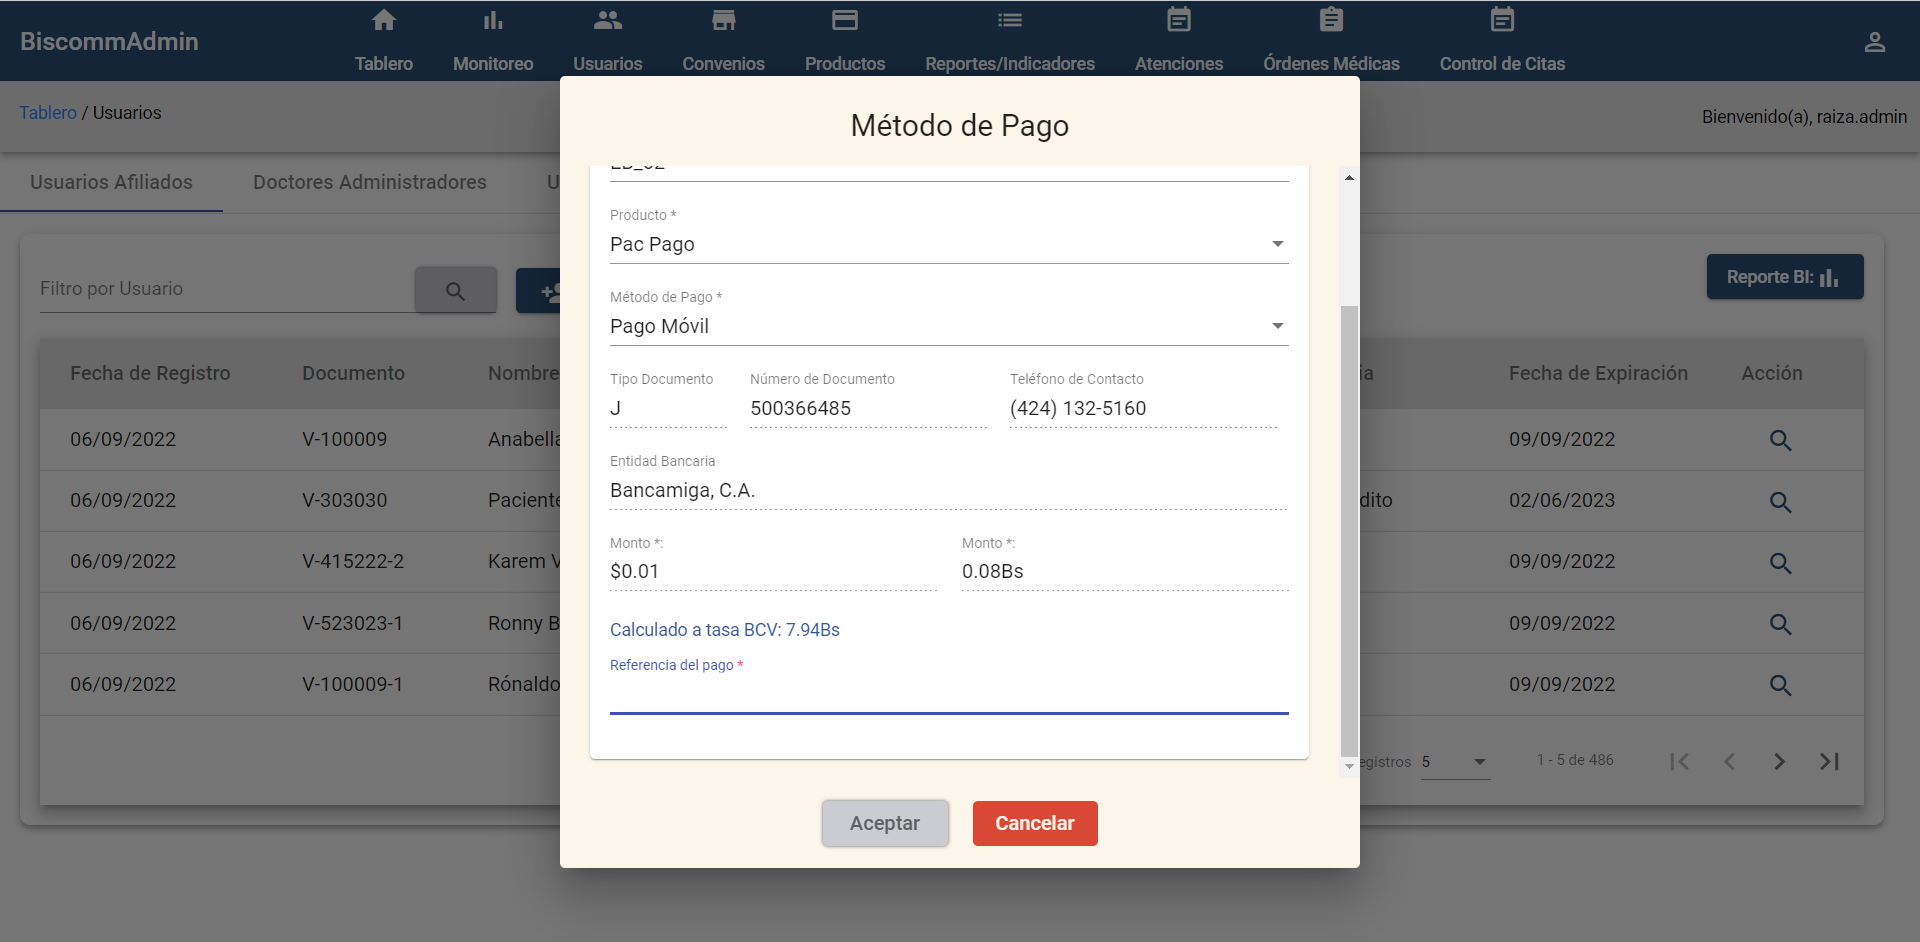 BiscommAdmin
Tablero
Monitoreo
Usuarios
Convenios
Productos
Reportes/Indicadores
Atenciones
Órdenes Médicas
Control de Citas
Tablero / Usuarios
Bienvenido(a), raiza.admin
Usuarios Afiliados
Doctores Administradores
U
Filtro por Usuario
Reporte BI:
Fecha de Registro Documento Nombre ia Fecha de Expiración Acción
06/09/2022 V-100009 Anabella 09/09/2022
06/09/2022 V-303030 Paciente dito 02/06/2023
06/09/2022 V-415222-2 Karem V 09/09/2022
06/09/2022 V-523023-1 Ronny B 09/09/2022
06/09/2022 V-100009-1 Rónaldo 09/09/2022
egistros 5 1 - 5 de 486
Método de Pago
Producto *
Pac Pago
Método de Pago *
Pago Móvil
Tipo Documento Número de Documento Teléfono de Contacto
J 500366485 (424) 132-5160
Entidad Bancaria
Bancamiga, C.A.
Monto *: Monto *:
$0.01 0.08Bs
Calculado a tasa BCV: 7.94Bs
Referencia del pago *
Aceptar Cancelar